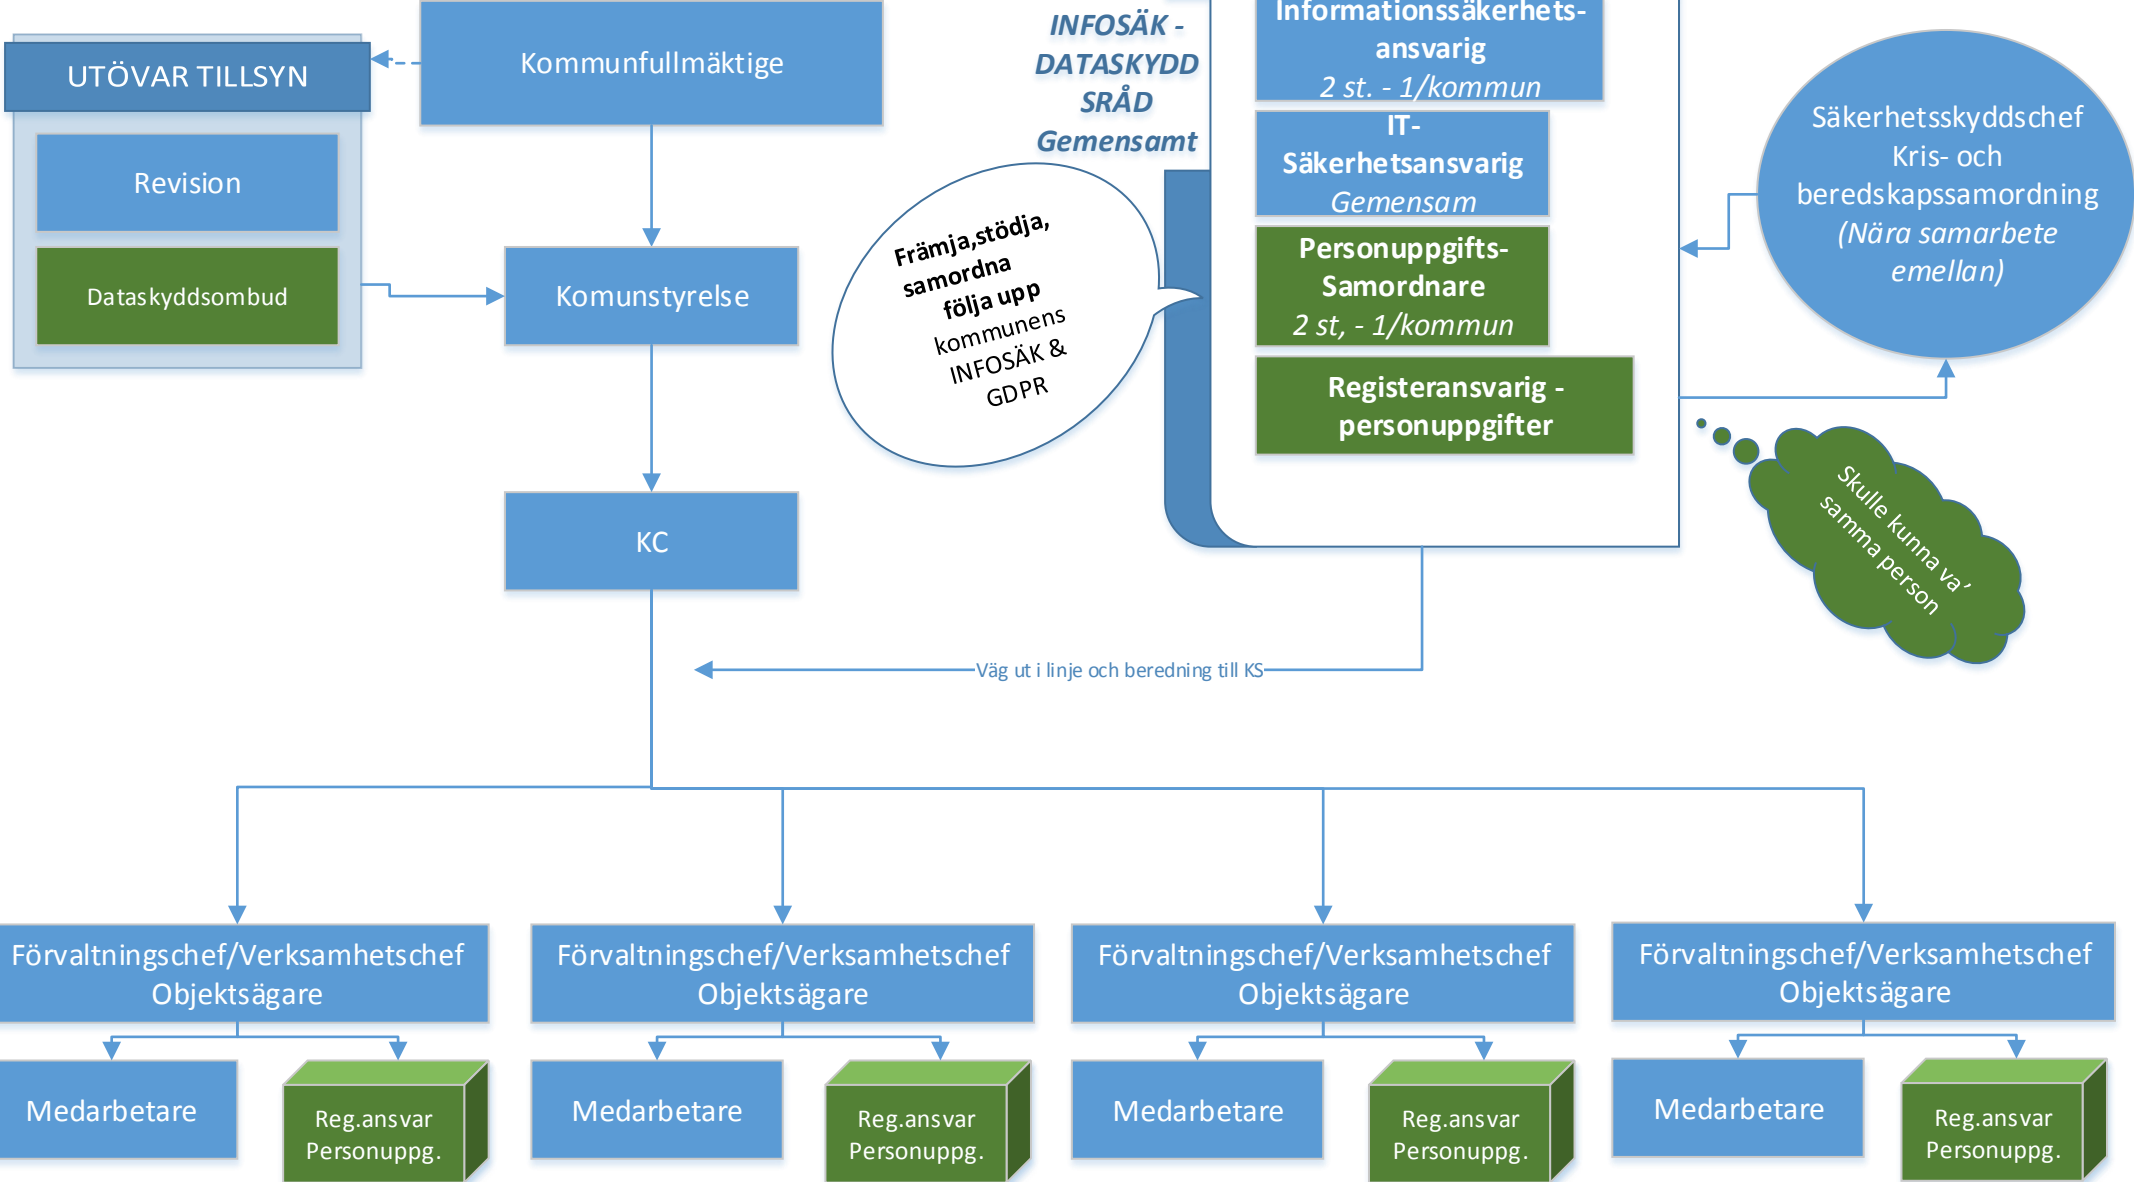 UTÖVAR TILLSYN
Revision
Dataskyddsombud
Kommunfullmäktige
Komunstyrelse
KC
INFOSÄK -
DATASKYDD
SRÅD
Gemensamt
Främja,stödja,
samordna
följa upp
kommunens
INFOSÄK &
GDPR
Informationssäkerhets-
ansvarig
2 st. - 1/kommun
IT-
Säkerhetsansvarig
Gemensam
Personuppgifts-
Samordnare
2 st, - 1/kommun
Registeransvarig -
personuppgifter
Säkerhetsskyddschef
Kris- och
beredskapssamordning
(Nära samarbete
emellan)
Skulle kunna va’
samma person
Väg ut i linje och beredning till KS
Förvaltningschef/Verksamhetschef
Objektsägare
Medarbetare
Reg.ansvar
Personuppg.
Förvaltningschef/Verksamhetschef
Objektsägare
Medarbetare
Reg.ansvar
Personuppg.
Förvaltningschef/Verksamhetschef
Objektsägare
Medarbetare
Reg.ansvar
Personuppg.
Förvaltningschef/Verksamhetschef
Objektsägare
Medarbetare
Reg.ansvar
Personuppg.